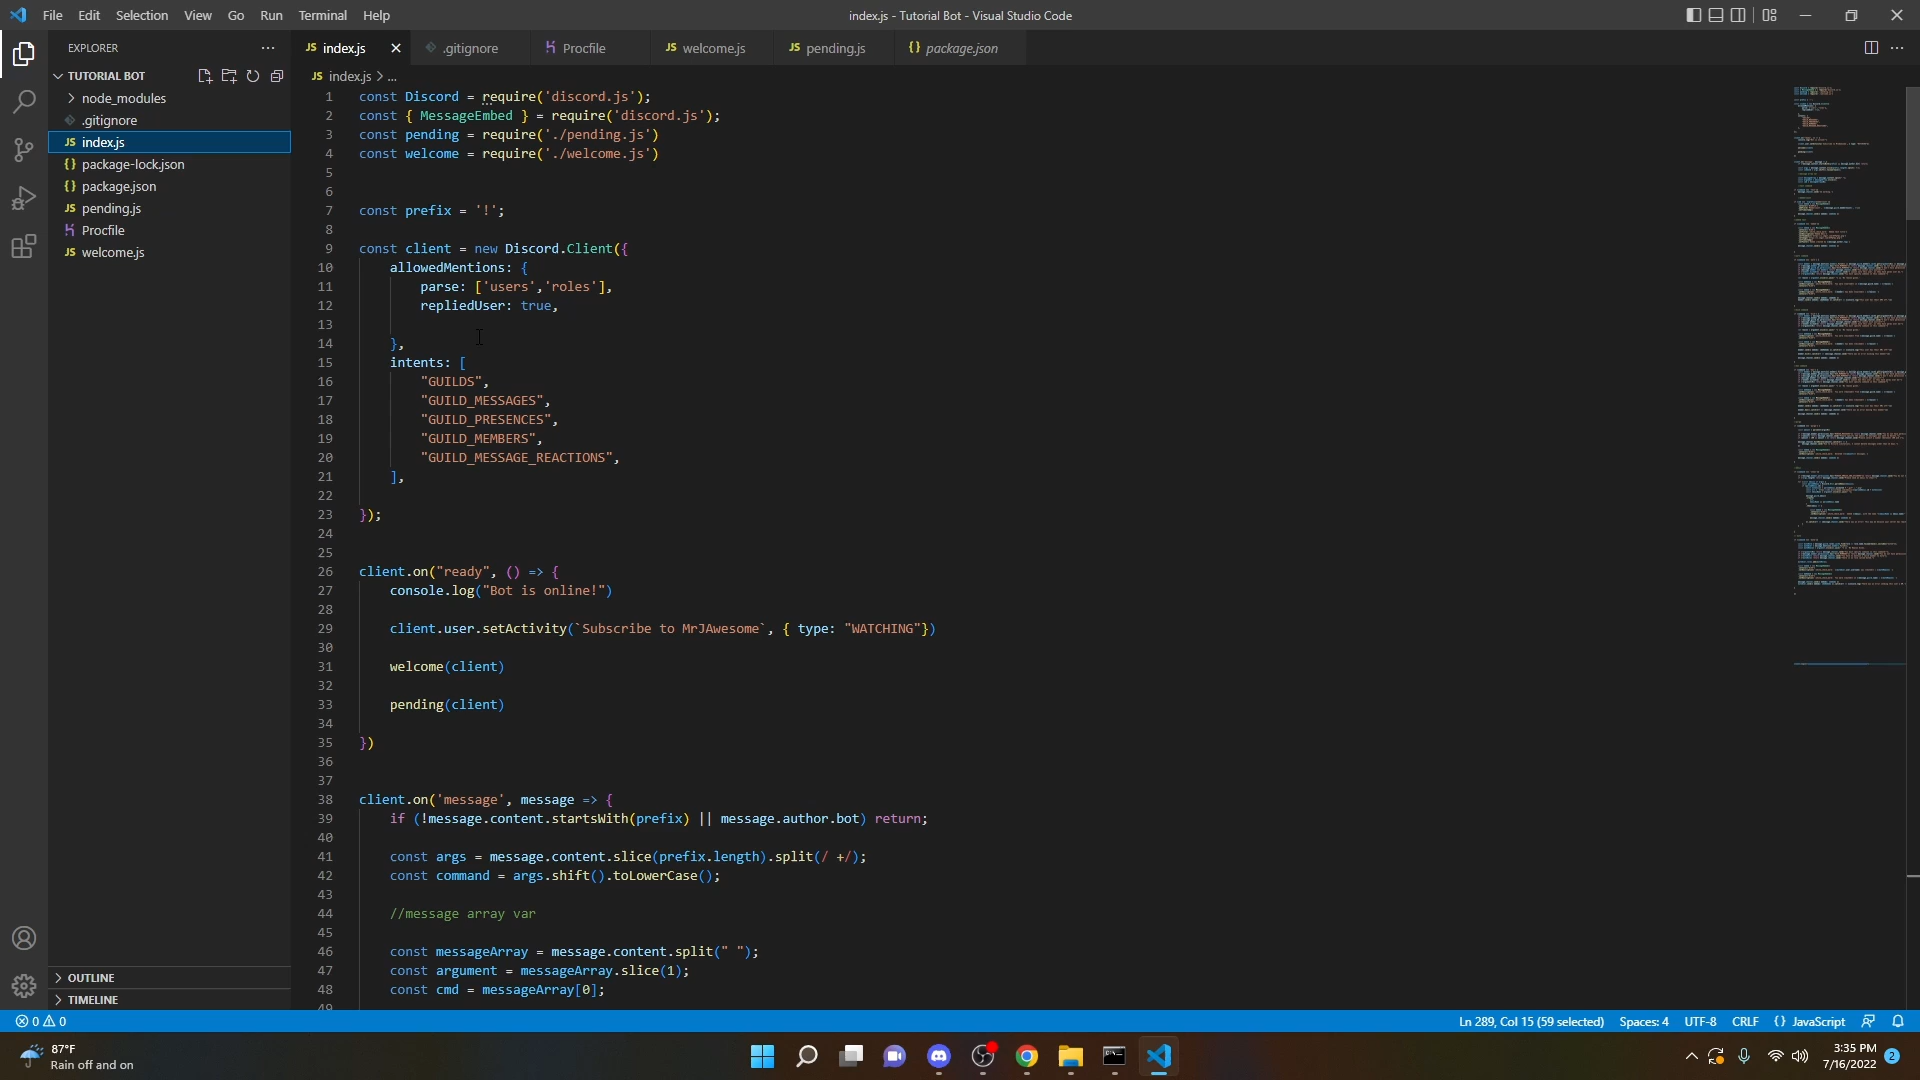 File Edit Selection View Go Run Terminal Help
index.js - Tutorial Bot - Visual Studio Code
EXPLORER
TUTORIAL BOT
node_modules
.gitignore
JS index.js
{} package-lock.json
{} package.json
JS pending.js
Procfile
JS welcome.js
OUTLINE
TIMELINE
JS index.js
.gitignore
Procfile
JS welcome.js
JS pending.js
{} package.json
JS index.js > ...
1 const Discord = require('discord.js');
2 const { MessageEmbed } = require('discord.js');
3 const pending = require('./pending.js')
4 const welcome = require('./welcome.js')
5
6
7 const prefix = '!';
8
9 const client = new Discord.Client({
10 allowedMentions: {
11 parse: ['users','roles'],
12 repliedUser: true,
13
14 },
15 intents: [
16 "GUILDS",
17 "GUILD_MESSAGES",
18 "GUILD_PRESENCES",
19 "GUILD_MEMBERS",
20 "GUILD_MESSAGE_REACTIONS",
21 ],
22
23 });
24
25
26 client.on("ready", () => {
27 console.log("Bot is online!")
28
29 client.user.setActivity(`Subscribe to MrJAwesome`, { type: "WATCHING"})
30
31 welcome(client)
32
33 pending(client)
34
35 })
36
37
38 client.on('message', message => {
39 if (!message.content.startsWith(prefix) || message.author.bot) return;
40
41 const args = message.content.slice(prefix.length).split(/ +/);
42 const command = args.shift().toLowerCase();
43
44 //message array var
45
46 const messageArray = message.content.split(" ");
47 const argument = messageArray.slice(1);
48 const cmd = messageArray[0];
49
0 0
Ln 289, Col 15 (59 selected) Spaces: 4 UTF-8 CRLF {} JavaScript
87°F
Rain off and on
3:35 PM
7/16/2022
2